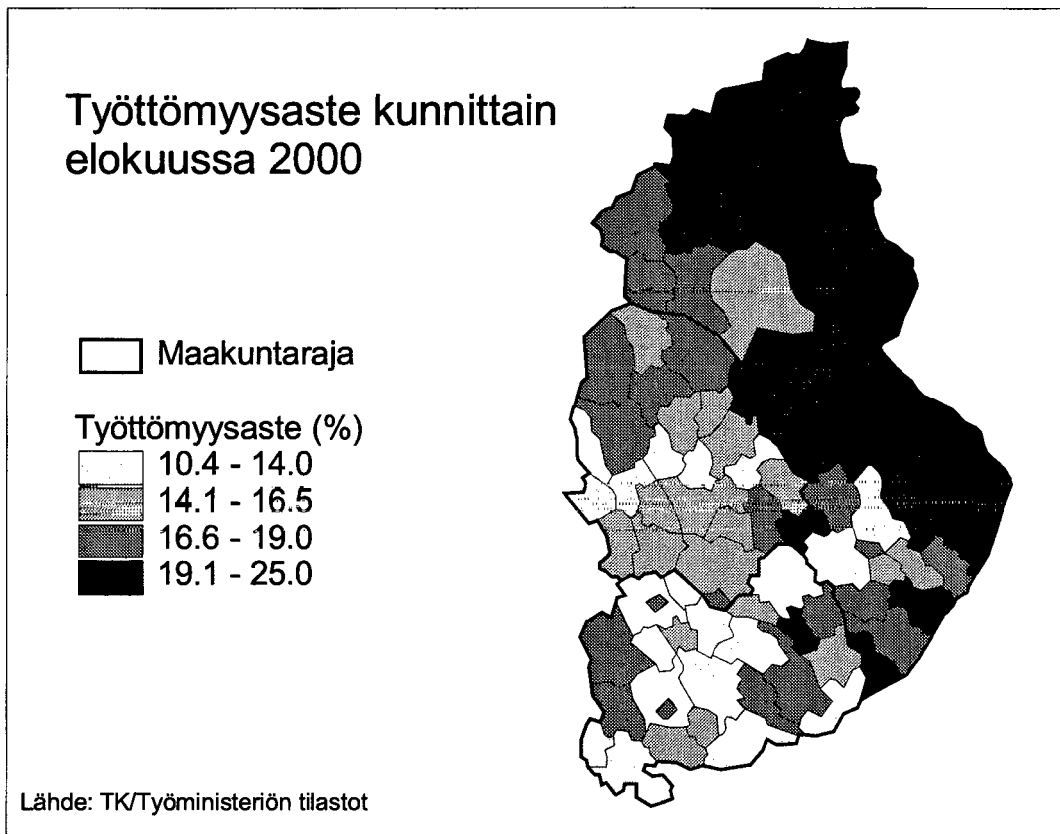 Työttömyysaste kunnittain
elokuussa 2000
Maakuntaraja
Työttömyysaste (%)
10.4 - 14.0
14.1 - 16.5
16.6 - 19.0
19.1 - 25.0
Lähde: TK/Työministeriön tilastot